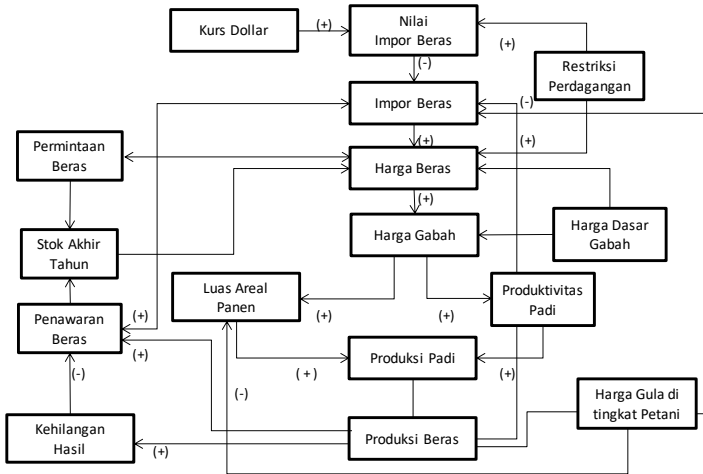 Kurs Dollar
(+)
Nilai
Impor Beras
(+)
(-)
Restriksi
Perdagangan
Impor Beras
(-)
Permintaan
Beras
(+)
(+)
Harga Beras
(+)
Stok Akhir
Tahun
Harga Gabah
Harga Dasar
Gabah
Luas Areal
Panen
Produktivitas
Padi
Penawaran
Beras
(+)
(+)
(+)
(+)
(-)
Produksi Padi
(+)
(+)
(-)
Harga Gula di
tingkat Petani
Kehilangan
Hasil
(+)
Produksi Beras